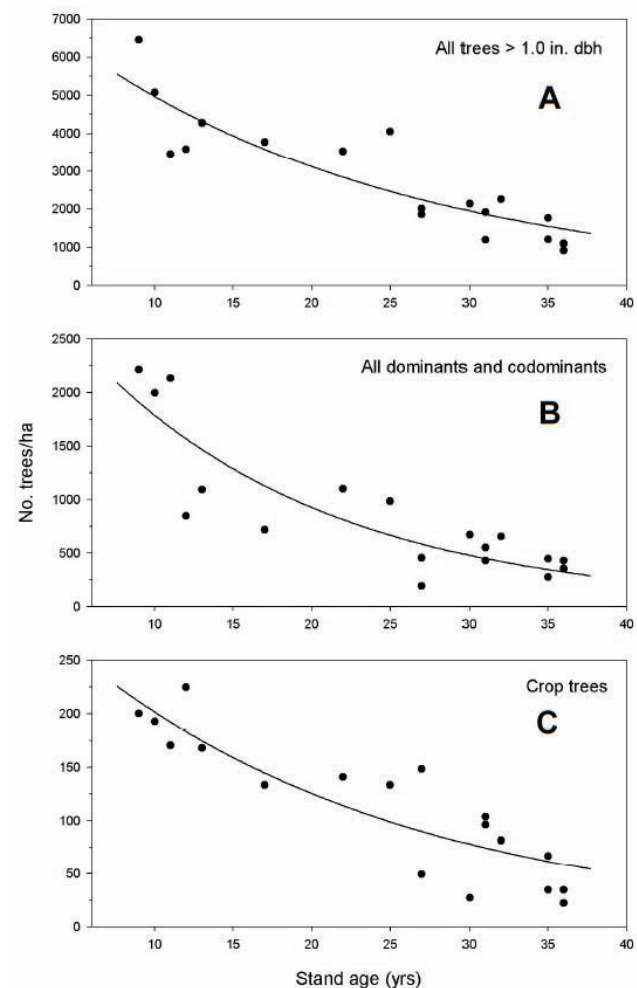 7000
6000
5000
4000
3000
2000
1000
0
All trees > 1.0 in. dbh
A
10 15 20 25 30 35 40
2500
2000
1500
1000
500
0
All dominants and codominants
B
No. trees/ha
10 15 20 25 30 35 40
250
200
150
100
50
0
Crop trees
C
10 15 20 25 30 35 40
Stand age (yrs)